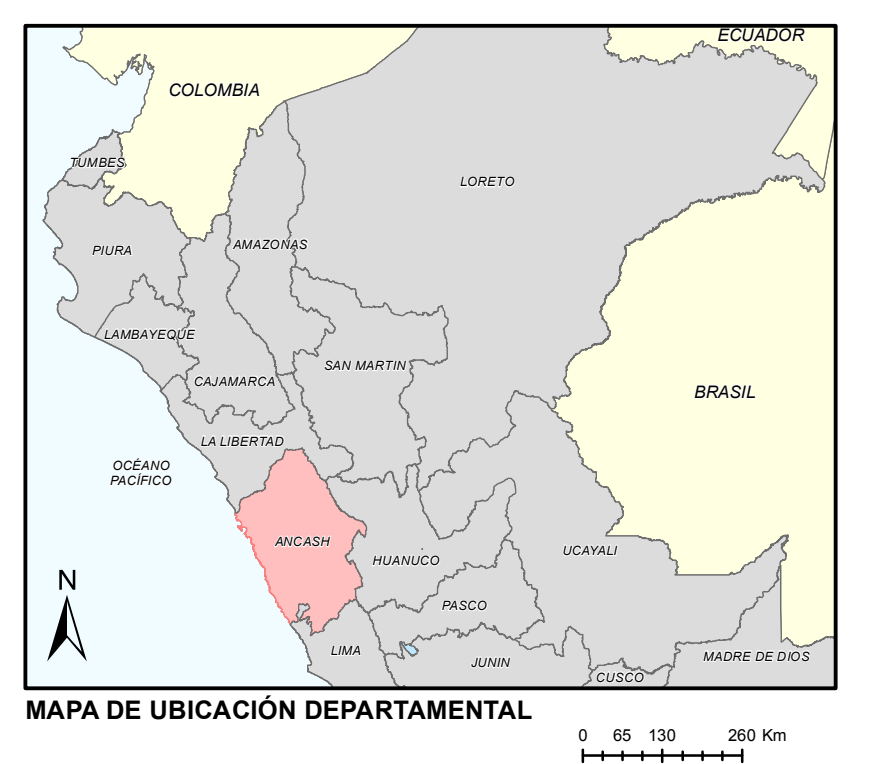 ECUADOR
COLOMBIA
TUMBES
LORETO
AMAZONAS
PIURA
LAMBAYEQUE
SAN MARTIN
CAJAMARCA
BRASIL
LA LIBERTAD
OCÉANO
PACÍFICO
ANCASH
HUANUCO
UCAYALI
N
PASCO
LIMA
JUNIN
MADRE DE DIOS
CUSCO
MAPA DE UBICACIÓN DEPARTAMENTAL
0 65 130 260 Km